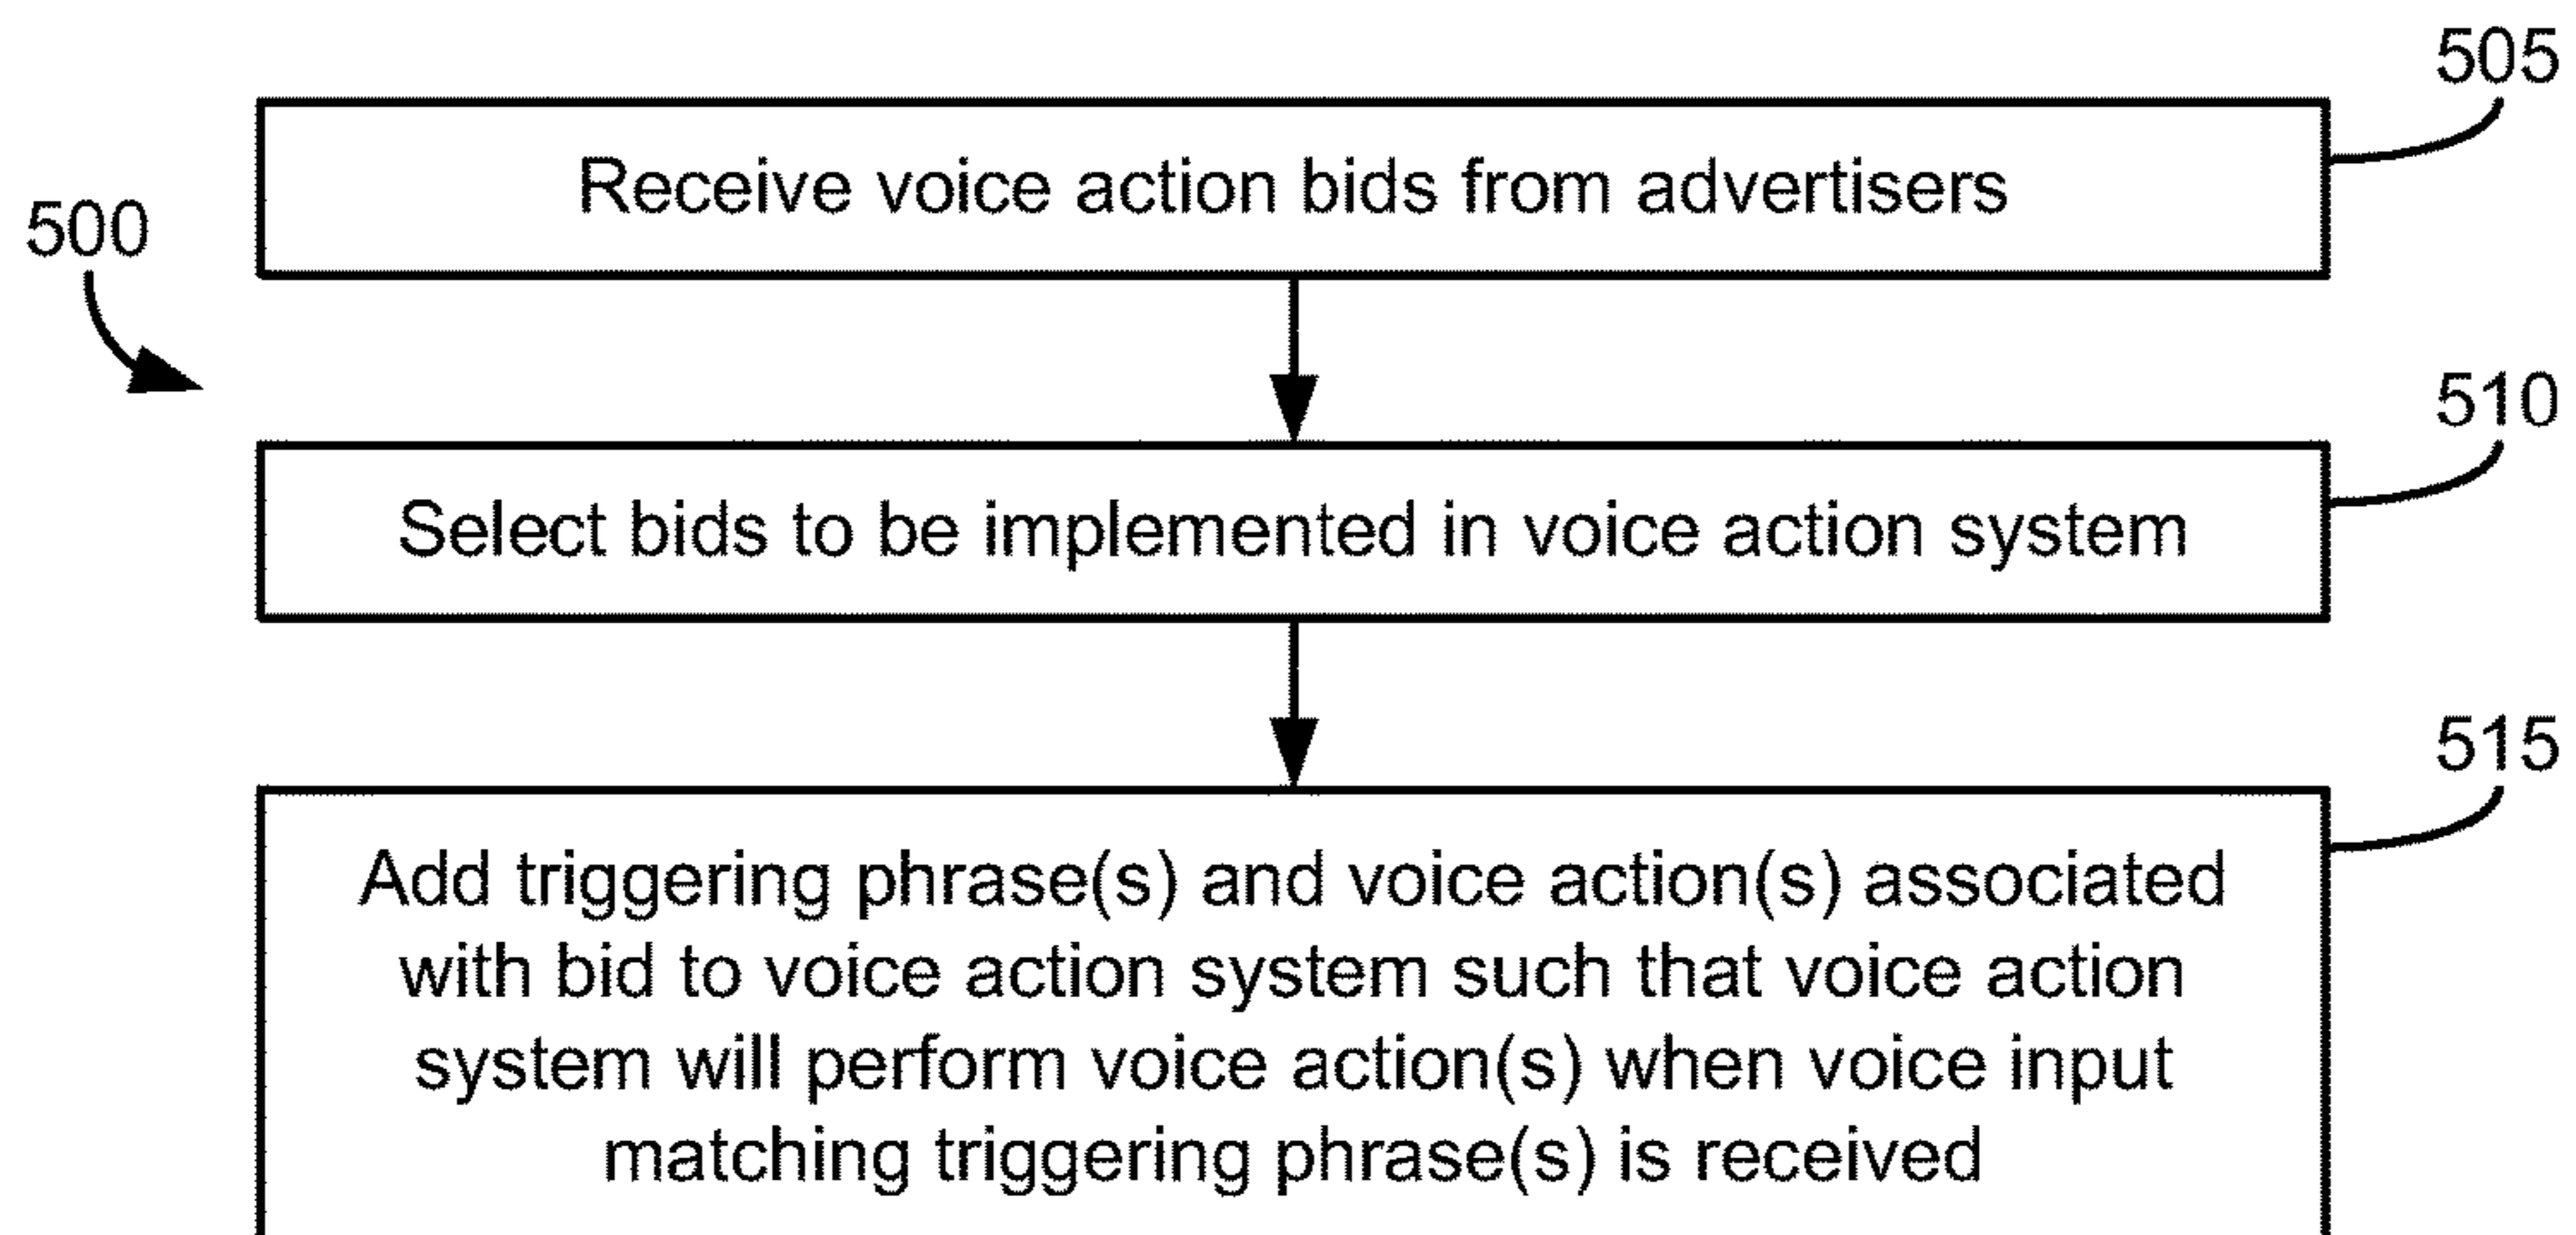 505
Receive voice action bids from advertisers
500
510
Select bids to be implemented in voice action system
515
Add triggering phrase(s) and voice action(s) associated
with bid to voice action system such that voice action
system will perform voice action(s) when voice input
matching triggering phrase(s) is received